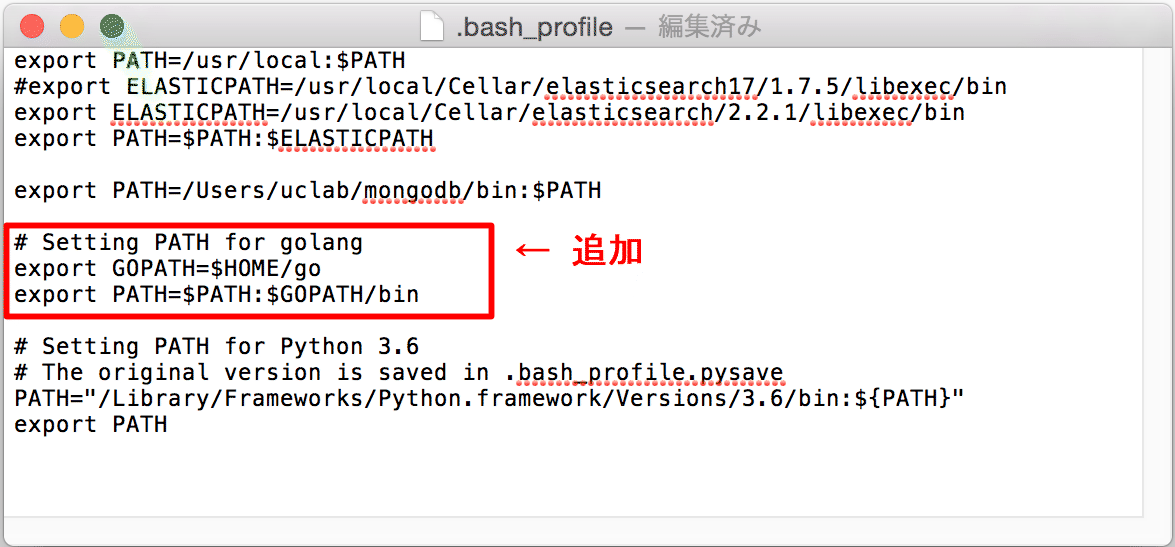 .bash_profile — 編集済み
export PATH=/usr/local:$PATH
#export ELASTICPATH=/usr/local/Cellar/elasticsearch17/1.7.5/libexec/bin
export ELASTICPATH=/usr/local/Cellar/elasticsearch/2.2.1/libexec/bin
export PATH=$PATH:$ELASTICPATH
export PATH=/Users/uclab/mongodb/bin:$PATH
# Setting PATH for golang
← 追加
export GOPATH=$HOME/go
export PATH=$PATH:$GOPATH/bin
# Setting PATH for Python 3.6
# The original version is saved in .bash_profile.pysave
PATH="/Library/Frameworks/Python.framework/Versions/3.6/bin:${PATH}"
export PATH